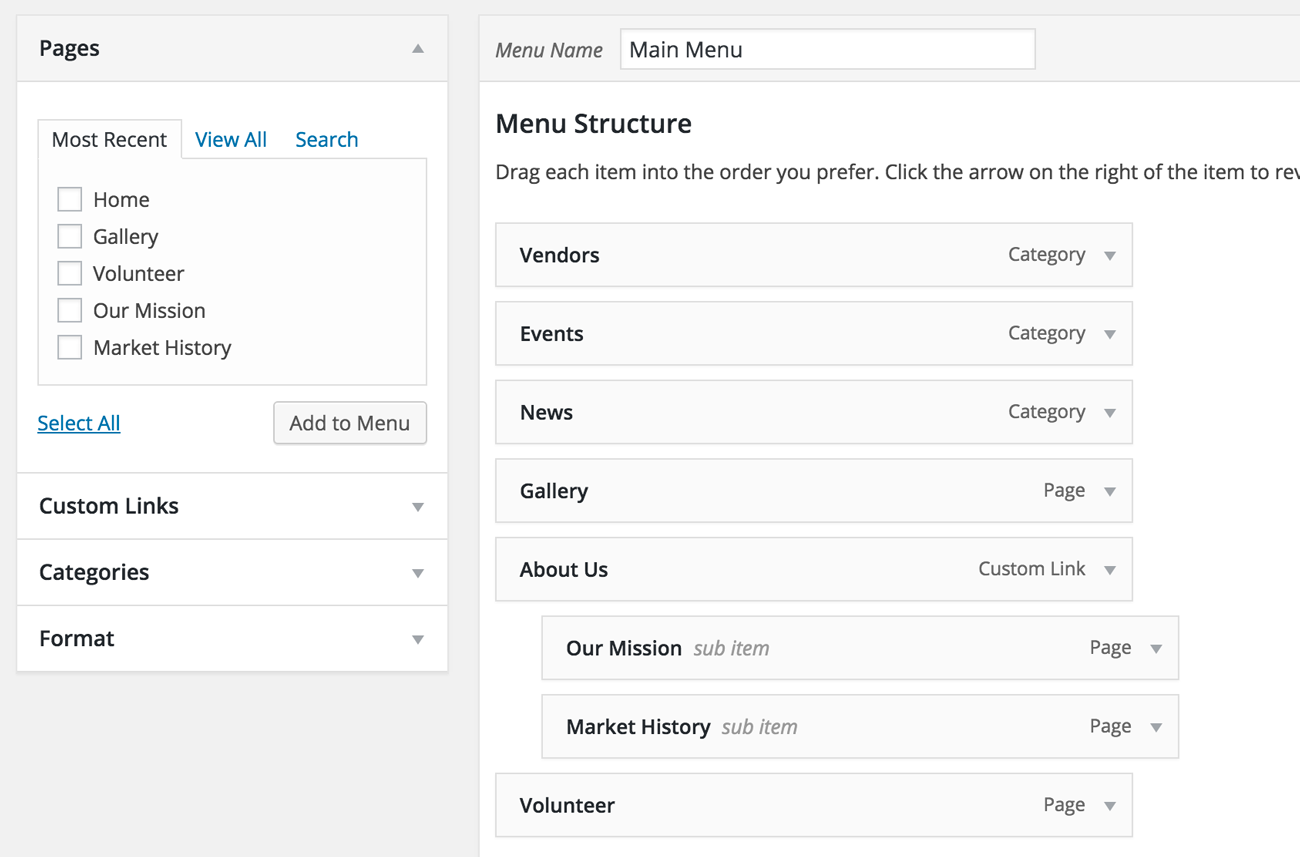 Pages
Most Recent View All Search
Home
Gallery
Volunteer
Our Mission
Market History
Select All Add to Menu
Custom Links
Categories
Format
Menu Name Main Menu
Menu Structure
Drag each item into the order you prefer. Click the arrow on the right of the item to
Vendors Category
Events Category
News Category
Gallery Page
About Us Custom Link
Our Mission sub item Page
Market History sub item Page
Volunteer Page